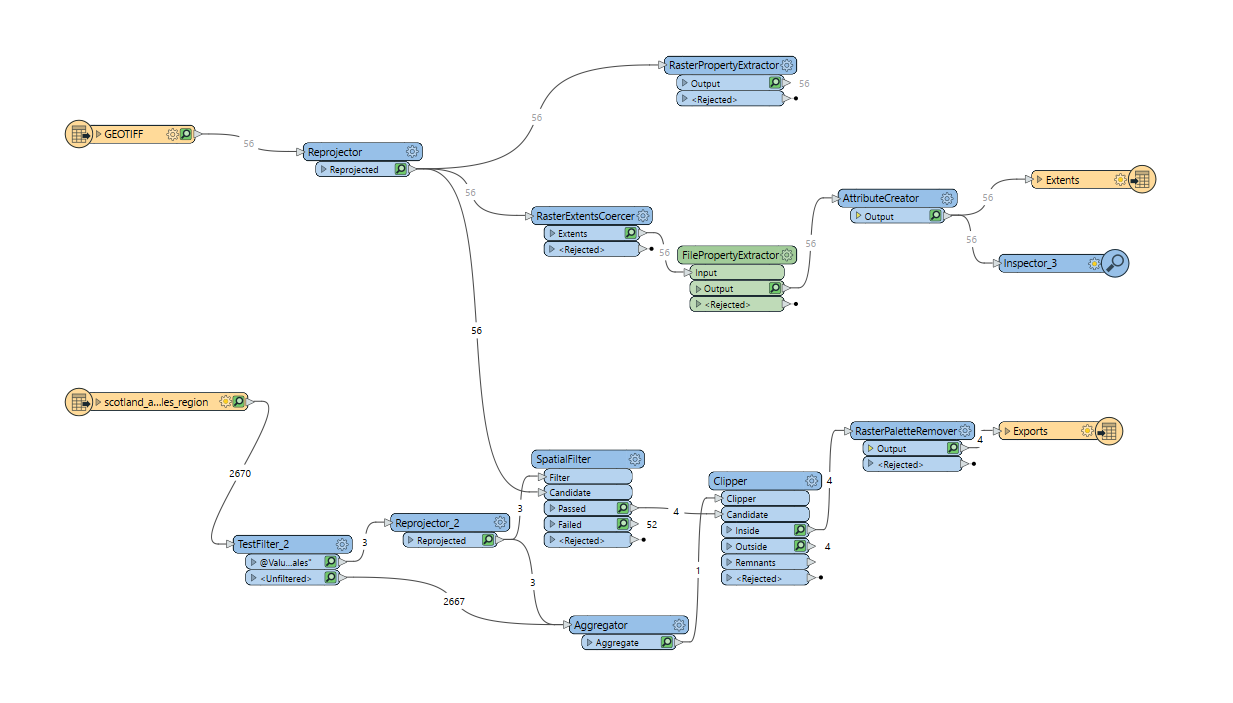 RasterPropertyExtractor
Output
56
<Rejected>
56
GEOTIFF
56
Reprojector
Reprojected
56
RasterExtentsCoercer
Extents
<Rejected>
56
FilePropertyExtractor
Input
Output
<Rejected>
56
AttributeCreator
Output
56
Extents
56
Inspector_3
56
scotland_a...les_region
2670
TestFilter_2
@Valu...ales"
<Unfiltered>
3
2667
Reprojector_2
Reprojected
3
3
SpatialFilter
Filter
Candidate
Passed
Failed
<Rejected>
4
52
Aggregator
Aggregate
1
Clipper
Clipper
Candidate
Inside
Outside
Remnants
<Rejected>
4
4
RasterPaletteRemover
Output
<Rejected>
4
Exports